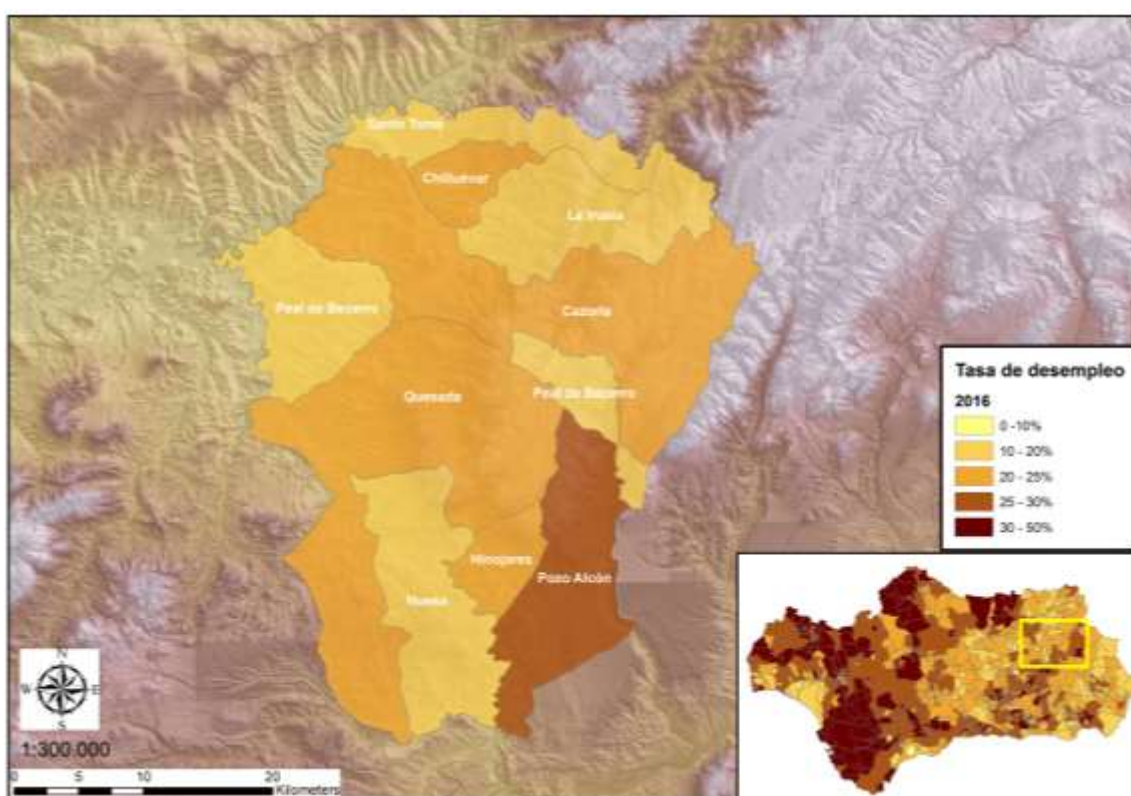 Santo Tomé
Chilluevar
La Iruela
Peal de Becerro
Cazorla
Quesada
Peal de Becerro
Hinojares
Pozo Alcón
Huesa
Tasa de desempleo
2016
0 -10%
10 - 20%
20 - 25%
25 - 30%
30 - 50%
N
W
E
S
1:300.000
0 5 10 20
Kilometers